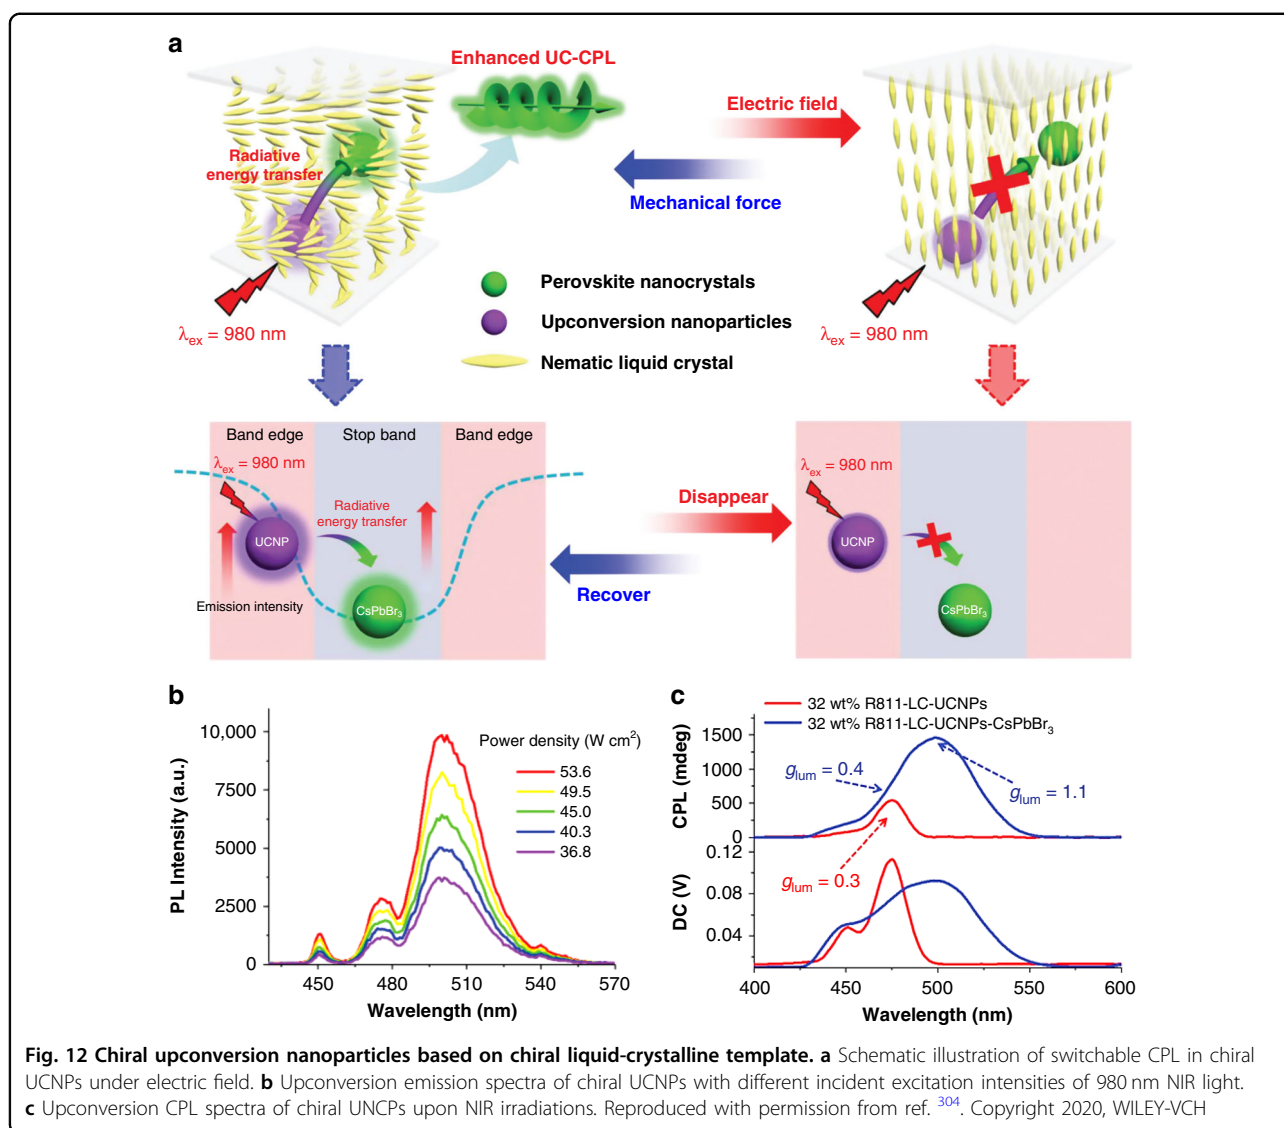 a
Enhanced UC-CPL
Electric field
Radiative
energy transfer
Mechanical force
Perovskite nanocrystals
Upconversion nanoparticles
Nematic liquid crystal
λex = 980 nm
λex = 980 nm
Band edge
Stop band
Band edge
λex = 980 nm
Radiative
energy transfer
UCNP
Emission intensity
CsPbBr3
Disappear
Recover
λex = 980 nm
UCNP
CsPbBr3
b
PL Intensity (a.u.)
10,000
7500
5000
2500
0
Power density (W cm2)
53.6
49.5
45.0
40.3
36.8
450
480
510
540
570
Wavelength (nm)
c
32 wt% R811-LC-UCNPs
32 wt% R811-LC-UCNPs-CsPbBr3
CPL (mdeg)
1500
1000
500
0
glum = 0.4
glum = 1.1
glum = 0.3
DC (V)
0.12
0.08
0.04
400
450
500
550
600
Wavelength (nm)
Fig. 12 Chiral upconversion nanoparticles based on chiral liquid-crystalline template. a Schematic illustration of switchable CPL in chiral
UCNPs under electric field. b Upconversion emission spectra of chiral UCNPs with different incident excitation intensities of 980 nm NIR light.
c Upconversion CPL spectra of chiral UNCPs upon NIR irradiations. Reproduced with permission from ref. 304. Copyright 2020, WILEY-VCH